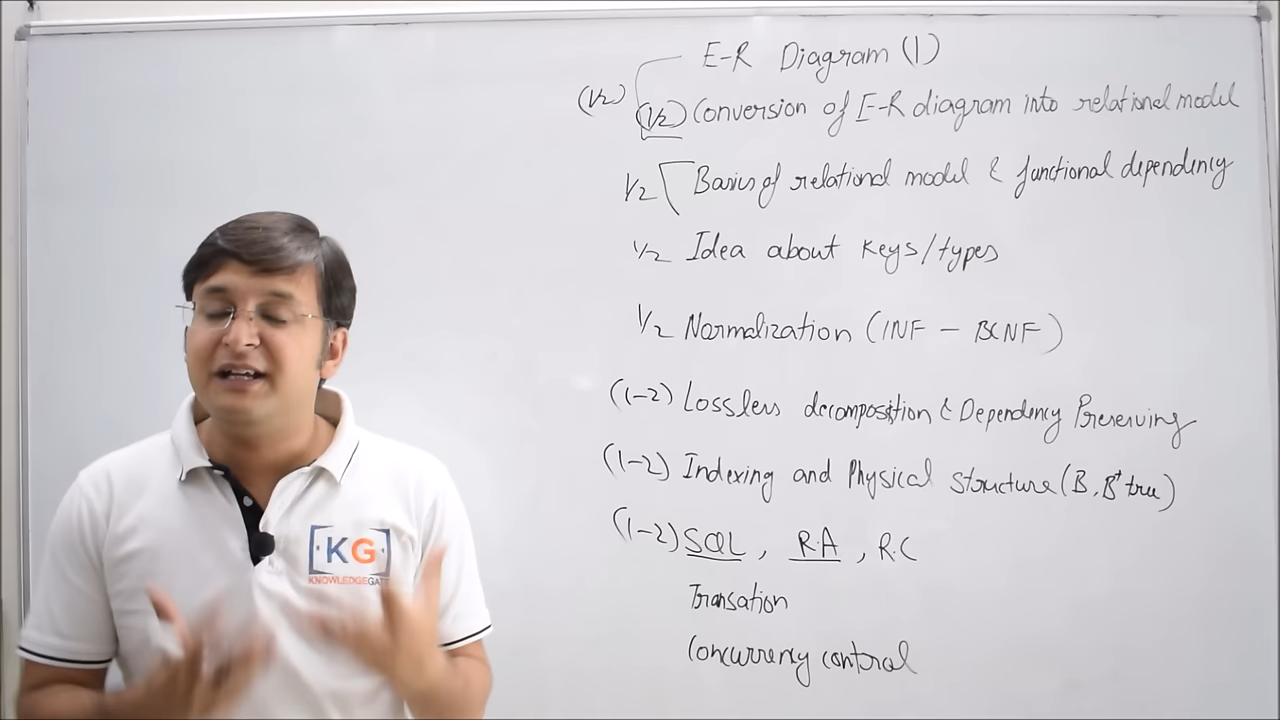 E-R Diagram (1)
(1/2) (1/2) Conversion of E-R diagram into relational model
1/2 Basics of relational model & functional dependency
1/2 Idea about keys/types
1/2 Normalization (1NF - BCNF)
(1-2) Lossless decomposition & Dependency Preserving
(1-2) Indexing and Physical structure (B, B+ tree)
(1-2) SQL, R.A, R.C
Transation
Concurrency control
KG
KNOWLEDGEGATE